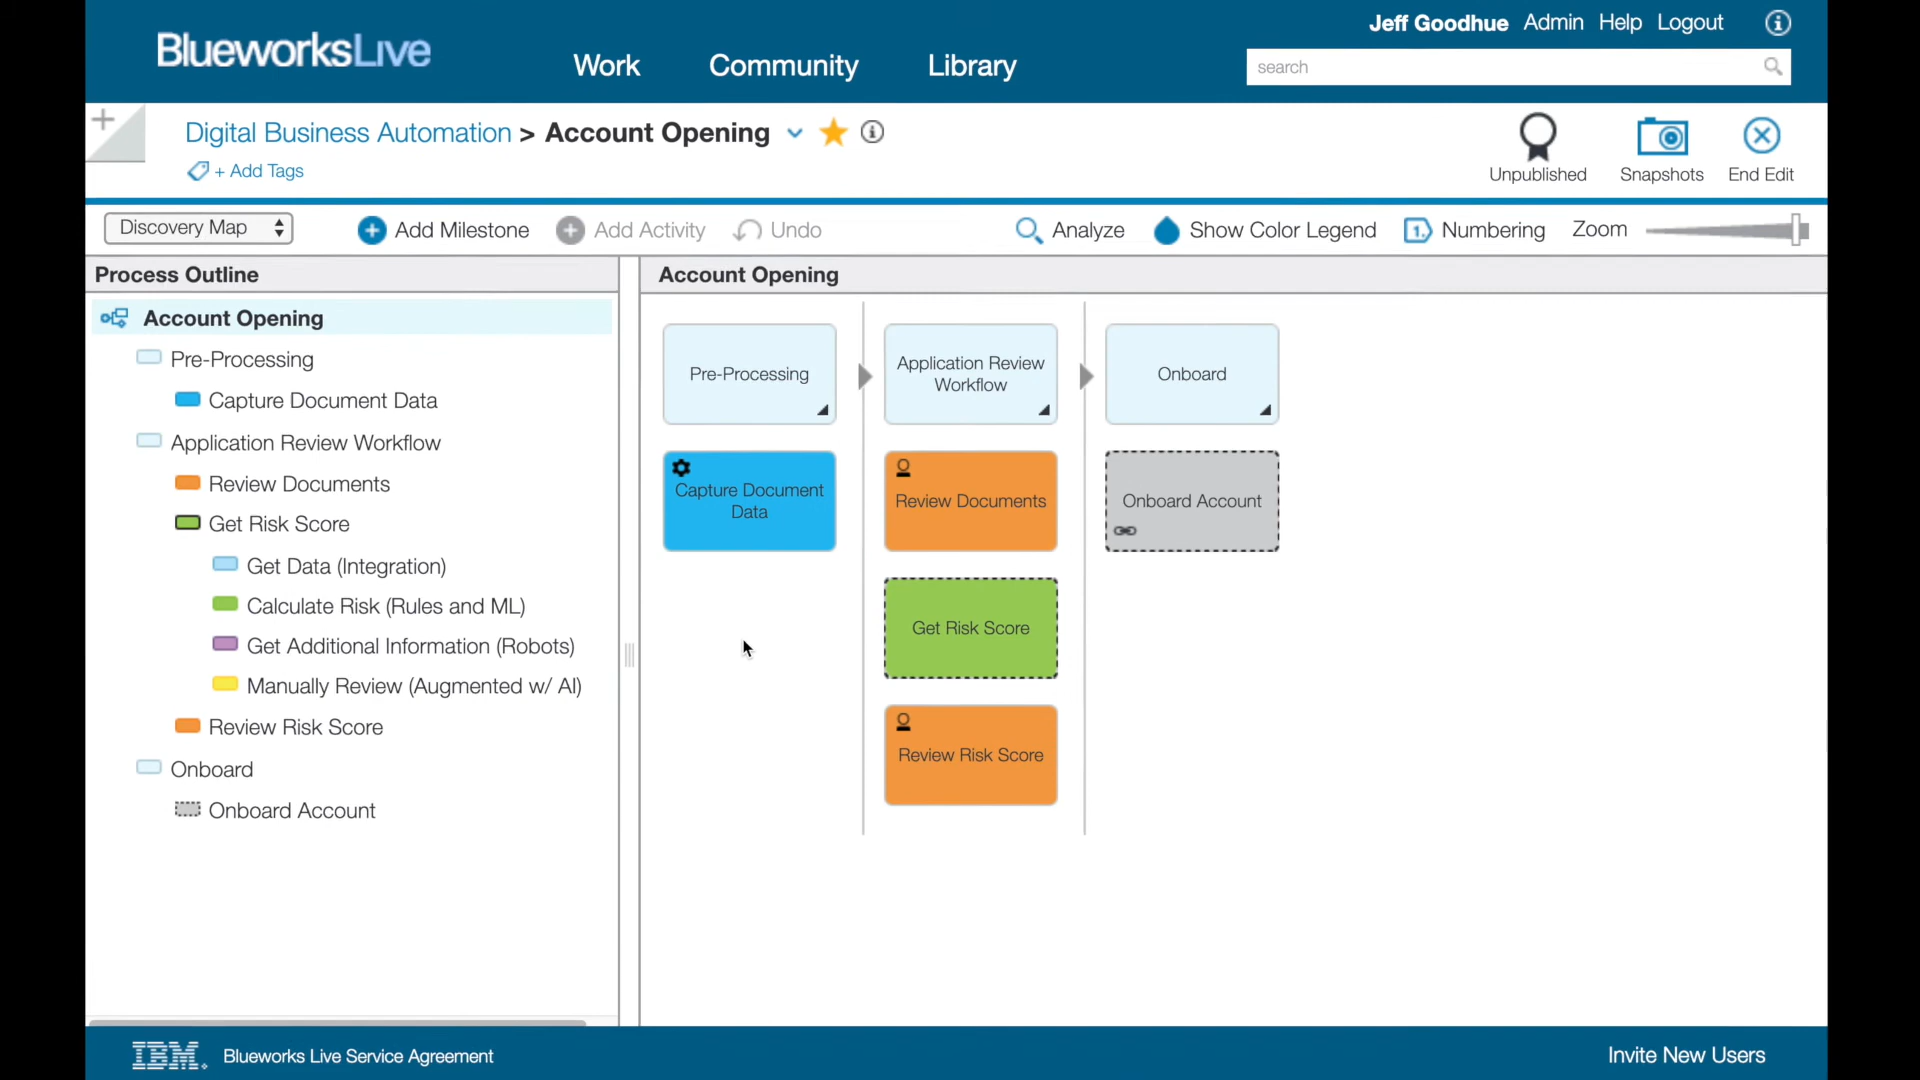 BlueworksLive
Work
Community
Library
Jeff Goodhue Admin Help Logout
search
Digital Business Automation > Account Opening
+ Add Tags
Unpublished
Snapshots
End Edit
Discovery Map
Add Milestone
Add Activity
Undo
Analyze
Show Color Legend
1.
Numbering
Zoom
Process Outline
Account Opening
Pre-Processing
Capture Document Data
Application Review Workflow
Review Documents
Get Risk Score
Get Data (Integration)
Calculate Risk (Rules and ML)
Get Additional Information (Robots)
Manually Review (Augmented w/ AI)
Review Risk Score
Onboard
Onboard Account
Account Opening
Pre-Processing
Application Review
Workflow
Onboard
Capture Document
Data
Review Documents
Onboard Account
Get Risk Score
Review Risk Score
IBM.
Blueworks Live Service Agreement
Invite New Users